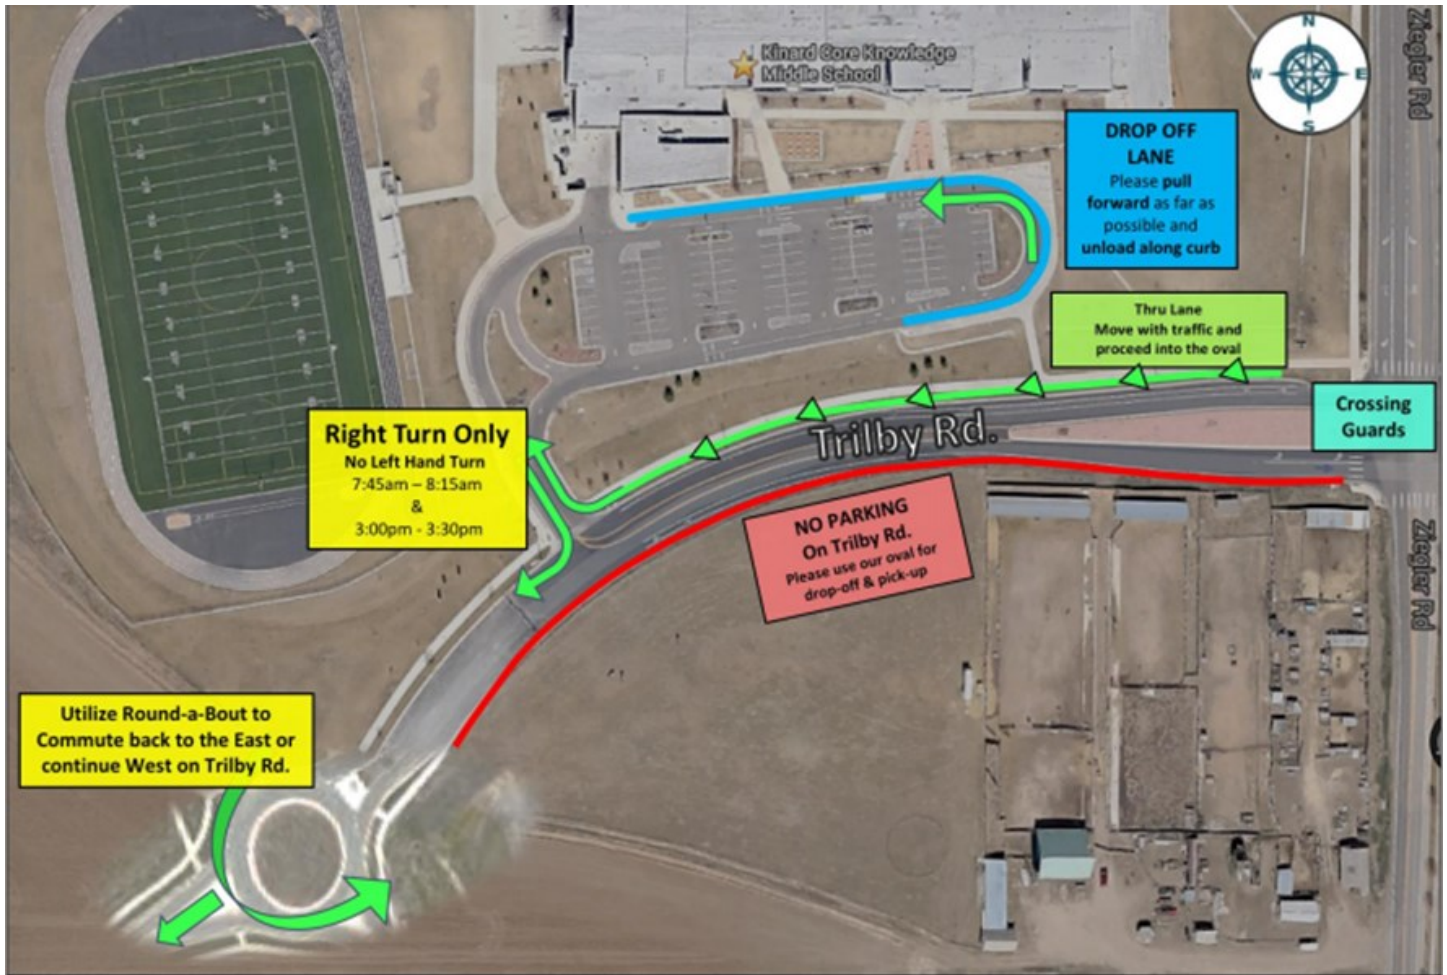 Kinard Core Knowledge
Middle School
N
W
E
S
Ziegler Rd
DROP OFF
LANE
Please pull
forward as far as
possible and
unload along curb
Thru Lane
Move with traffic and
proceed into the oval
Crossing
Guards
Trilby Rd.
Right Turn Only
No Left Hand Turn
7:45am – 8:15am
&
3:00pm - 3:30pm
NO PARKING
On Trilby Rd.
Please use our oval for
drop-off & pick-up
Ziegler Rd
Utilize Round-a-Bout to
Commute back to the East or
continue West on Trilby Rd.